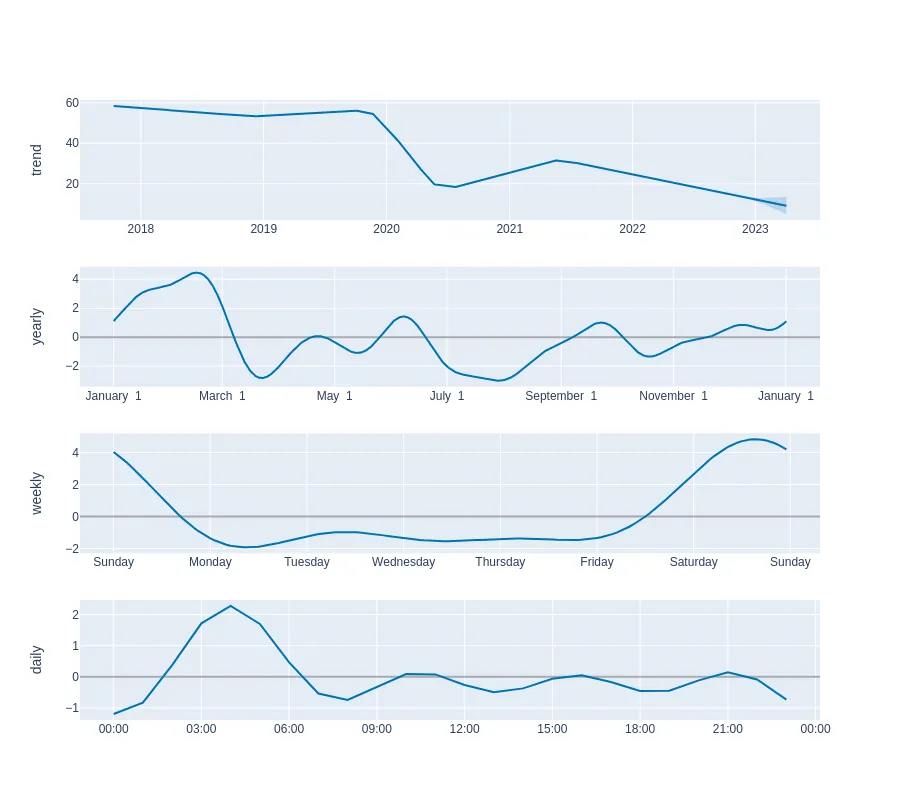 trend
60
40
20
2018 2019 2020 2021 2022 2023
yearly
4
2
0
−2
January 1 March 1 May 1 July 1 September 1 November 1 January 1
weekly
4
2
0
−2
Sunday Monday Tuesday Wednesday Thursday Friday Saturday Sunday
daily
2
1
0
−1
00:00 03:00 06:00 09:00 12:00 15:00 18:00 21:00 00:00